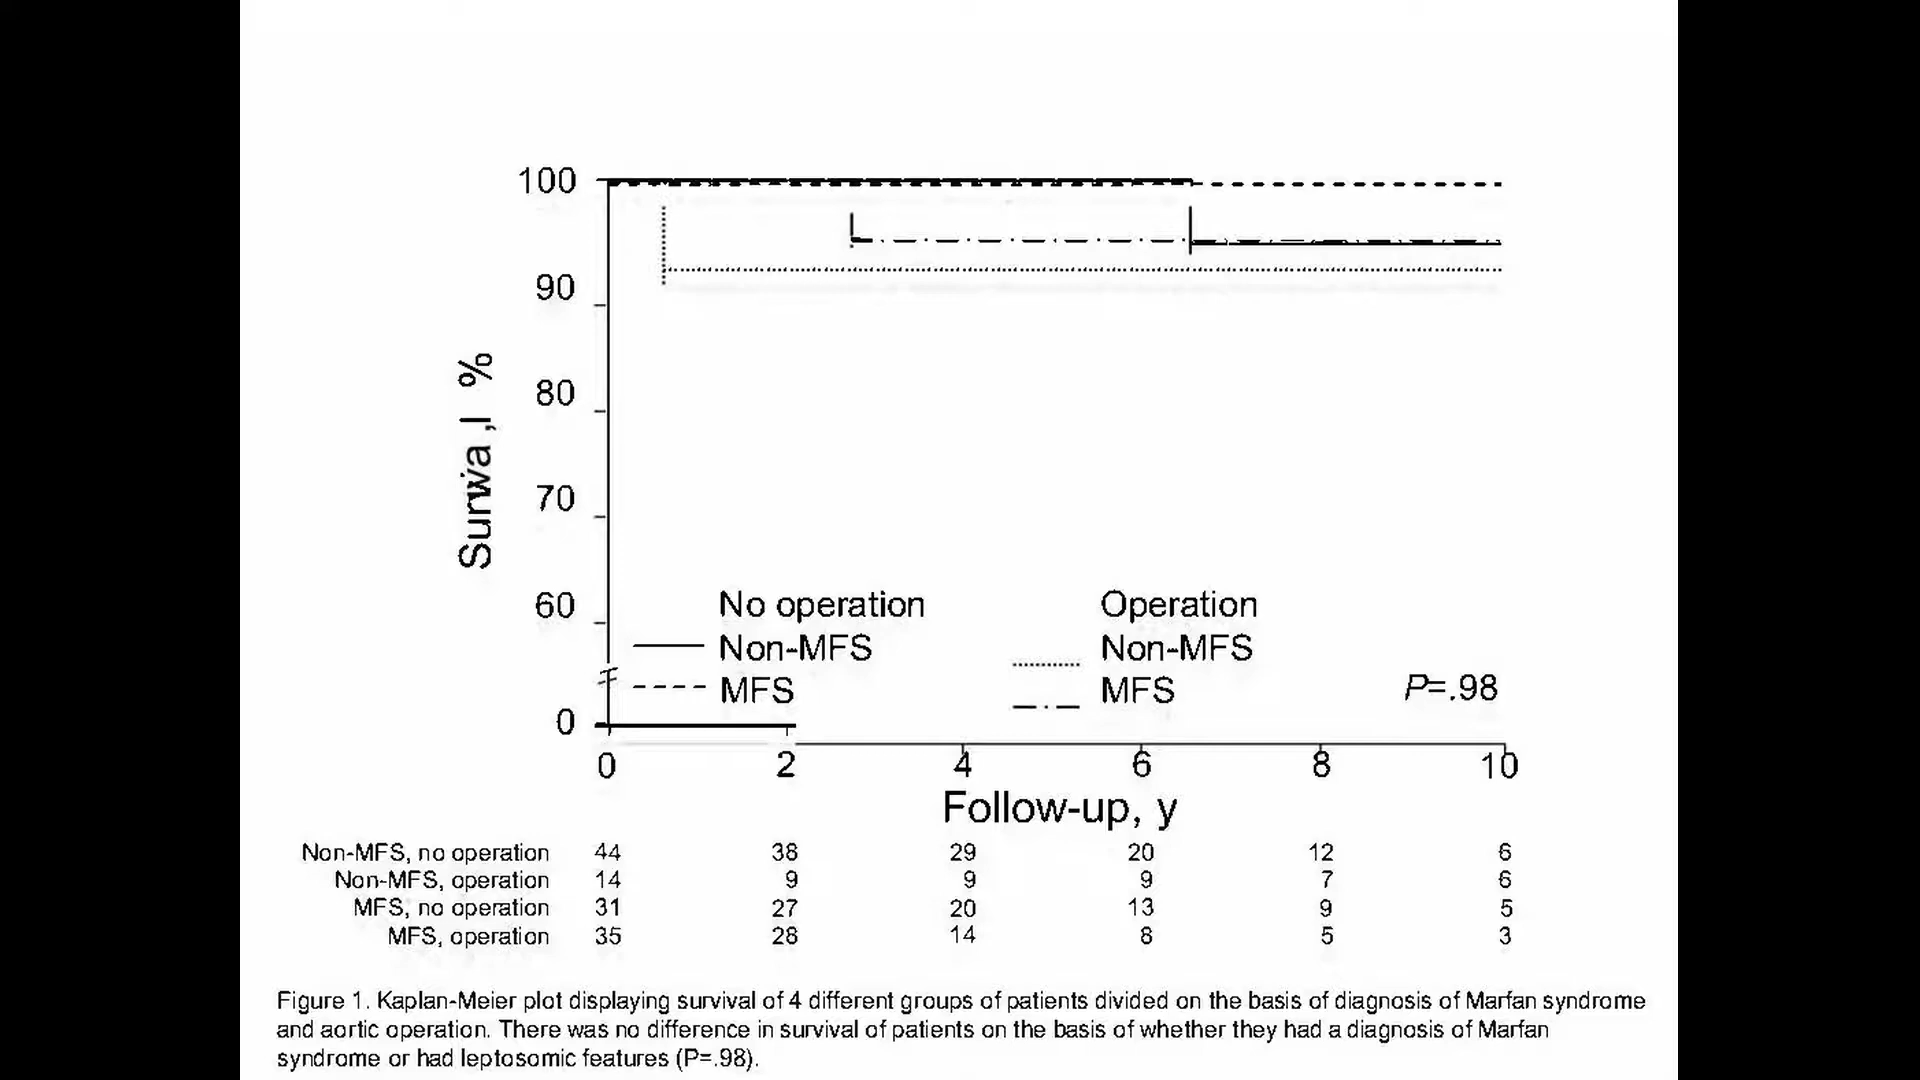 100
90
80
70
60
0
Survival %
No operation
Non-MFS
MFS
Operation
Non-MFS
MFS
P=.98
0 2 4 6 8 10
Follow-up, y
Non-MFS, no operation 44 38 29 20 12 6
Non-MFS, operation 14 9 9 9 7 6
MFS, no operation 31 27 20 13 9 5
MFS, operation 35 28 14 8 5 3
Figure 1. Kaplan-Meier plot displaying survival of 4 different groups of patients divided on the basis of diagnosis of Marfan syndrome
and aortic operation. There was no difference in survival of patients on the basis of whether they had a diagnosis of Marfan
syndrome or had leptosomic features (P=.98).